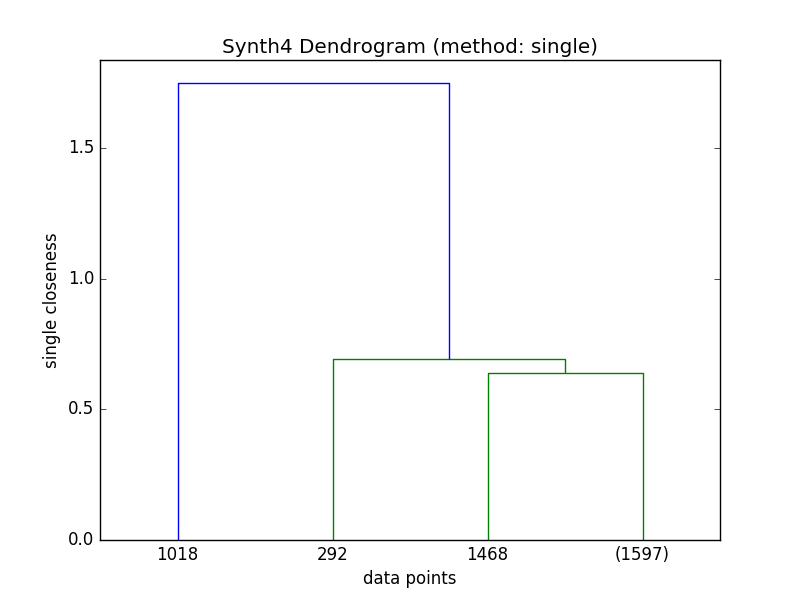 Synth4 Dendrogram (method: single)
single closeness
1.5
1.0
0.5
0.0
1018 292 1468 (1597)
data points